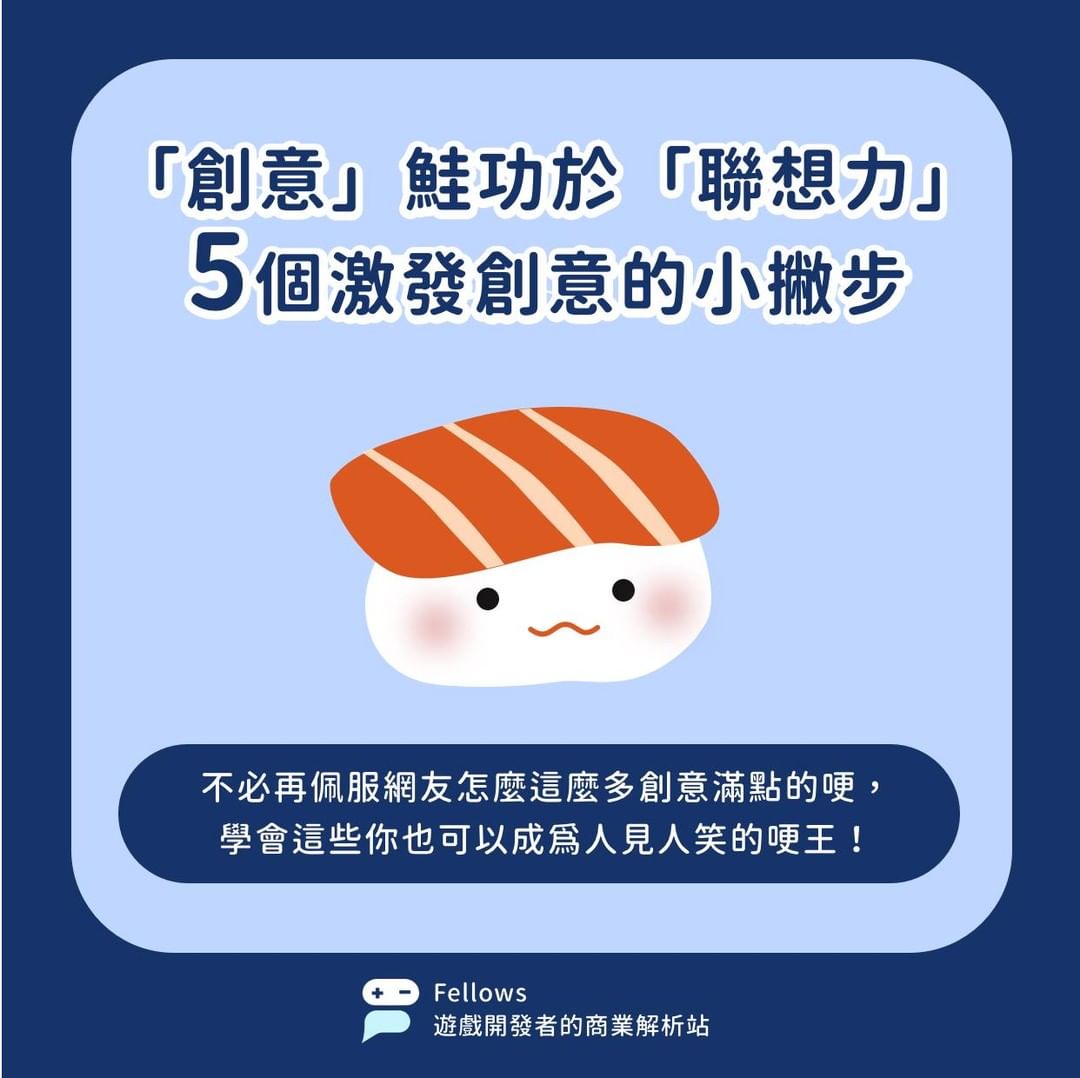 「創意」鮭功於「聯想力」
5個激發創意的小撇步
不必再佩服網友怎麼這麼多創意滿點的哽，
學會這些你也可以成爲人見人笑的哽王！
Fellows
遊戲開發者的商業解析站